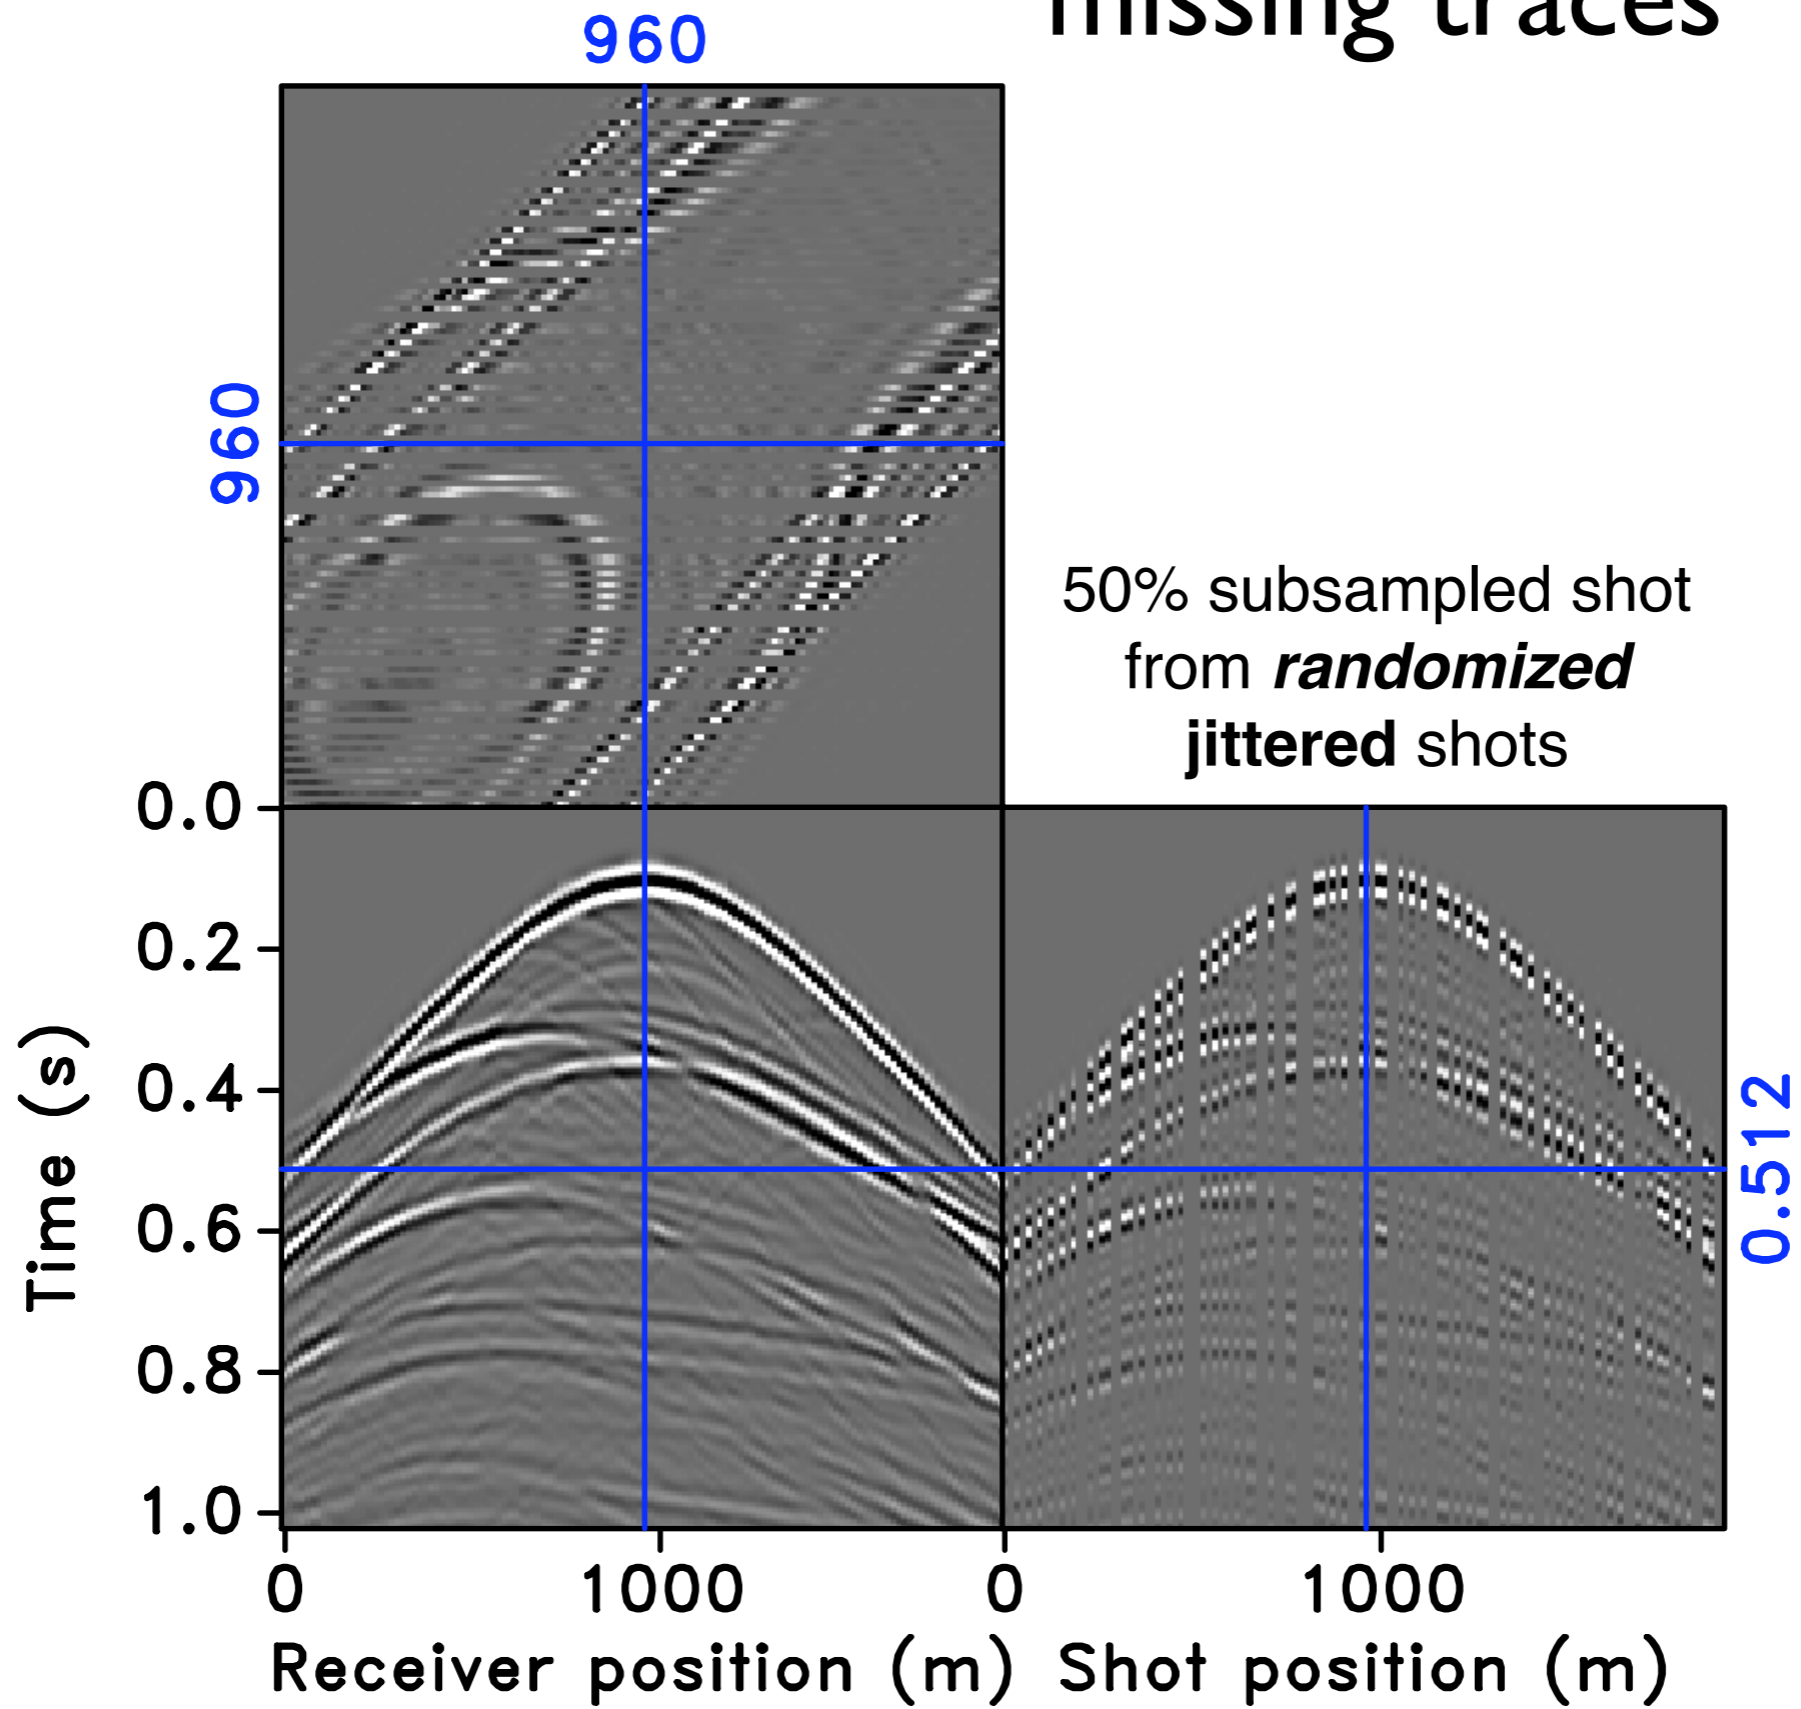 missing traces
960
960
50% subsampled shot
from randomized
jittered shots
0.0
0.2
0.4
0.6
0.8
1.0
Time (s)
0.512
0 1000 0 1000
Receiver position (m) Shot position (m)